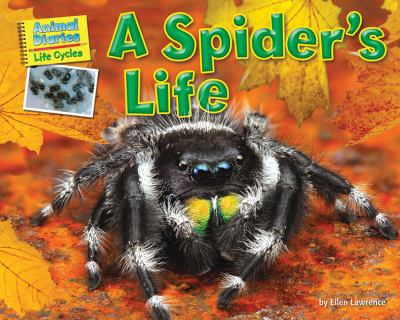 Animal
Diaries
Life Cycles
A Spider's
Life
by Ellen Lawrence